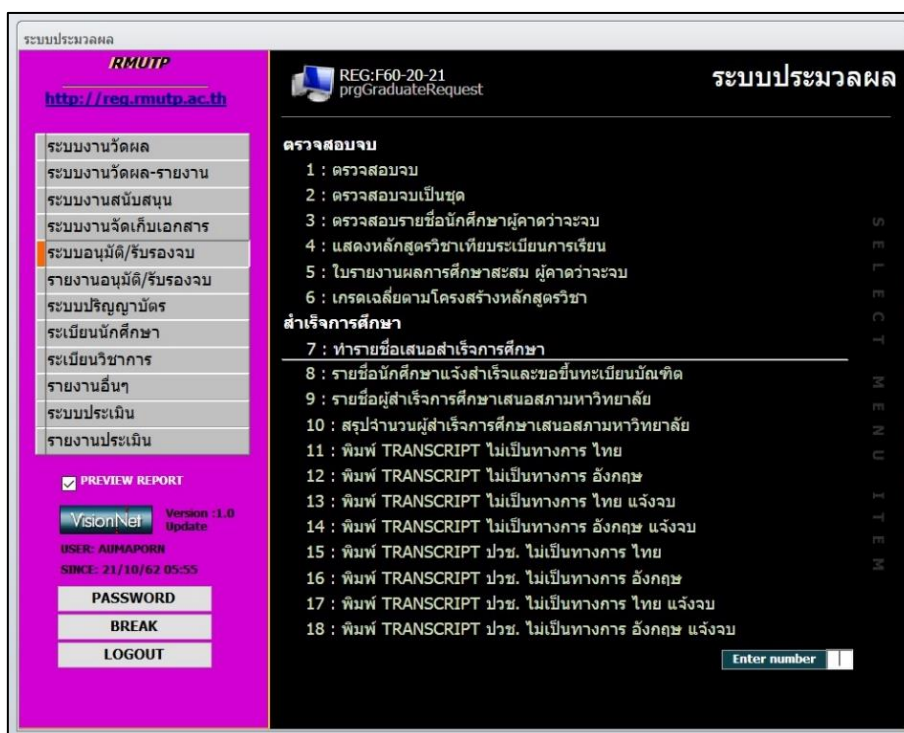 ระบบประมวลผล
RMUTP
http://reg.rmutp.ac.th
ระบบงานวัดผล
ระบบงานวัดผล-รายงาน
ระบบงานสนับสนุน
ระบบงานจัดเก็บเอกสาร
ระบบอนุมัติ/รับรองจบ
รายงานอนุมัติ/รับรองจบ
ระบบปริญญาบัตร
ระเบียนนักศึกษา
ระเบียนวิชาการ
รายงานอื่นๆ
ระบบประเมิน
รายงานประเมิน
PREVIEW REPORT
VisionNet
Version :1.0
Update
USER: AUMAPORN
SINCE: 21/10/62 05:55
PASSWORD
BREAK
LOGOUT
REG:F60-20-21
prgGraduateRequest
ระบบประมวลผล
ตรวจสอบจบ
1 : ตรวจสอบจบ
2 : ตรวจสอบจบเป็นชุด
3 : ตรวจสอบรายชื่อนักศึกษาผู้คาดว่าจะจบ
4 : แสดงหลักสูตรวิชาเทียบระเบียนการเรียน
5 : ใบรายงานผลการศึกษาสะสม ผู้คาดว่าจะจบ
6 : เกรดเฉลี่ยตามโครงสร้างหลักสูตรวิชา
สำเร็จการศึกษา
7 : ทำรายชื่อเสนอสำเร็จการศึกษา
8 : รายชื่อนักศึกษาแจ้งสำเร็จและขอขึ้นทะเบียนบัณฑิต
9 : รายชื่อผู้สำเร็จการศึกษาเสนอสภามหาวิทยาลัย
10 : สรุปจำนวนผู้สำเร็จการศึกษาเสนอสภามหาวิทยาลัย
11 : พิมพ์ TRANSCRIPT ไม่เป็นทางการ ไทย
12 : พิมพ์ TRANSCRIPT ไม่เป็นทางการ อังกฤษ
13 : พิมพ์ TRANSCRIPT ไม่เป็นทางการ ไทย แจ้งจบ
14 : พิมพ์ TRANSCRIPT ไม่เป็นทางการ อังกฤษ แจ้งจบ
15 : พิมพ์ TRANSCRIPT ปวช. ไม่เป็นทางการ ไทย
16 : พิมพ์ TRANSCRIPT ปวช. ไม่เป็นทางการ อังกฤษ
17 : พิมพ์ TRANSCRIPT ปวช. ไม่เป็นทางการ ไทย แจ้งจบ
18 : พิมพ์ TRANSCRIPT ปวช. ไม่เป็นทางการ อังกฤษ แจ้งจบ
Enter number
SELECT MENU ITEM